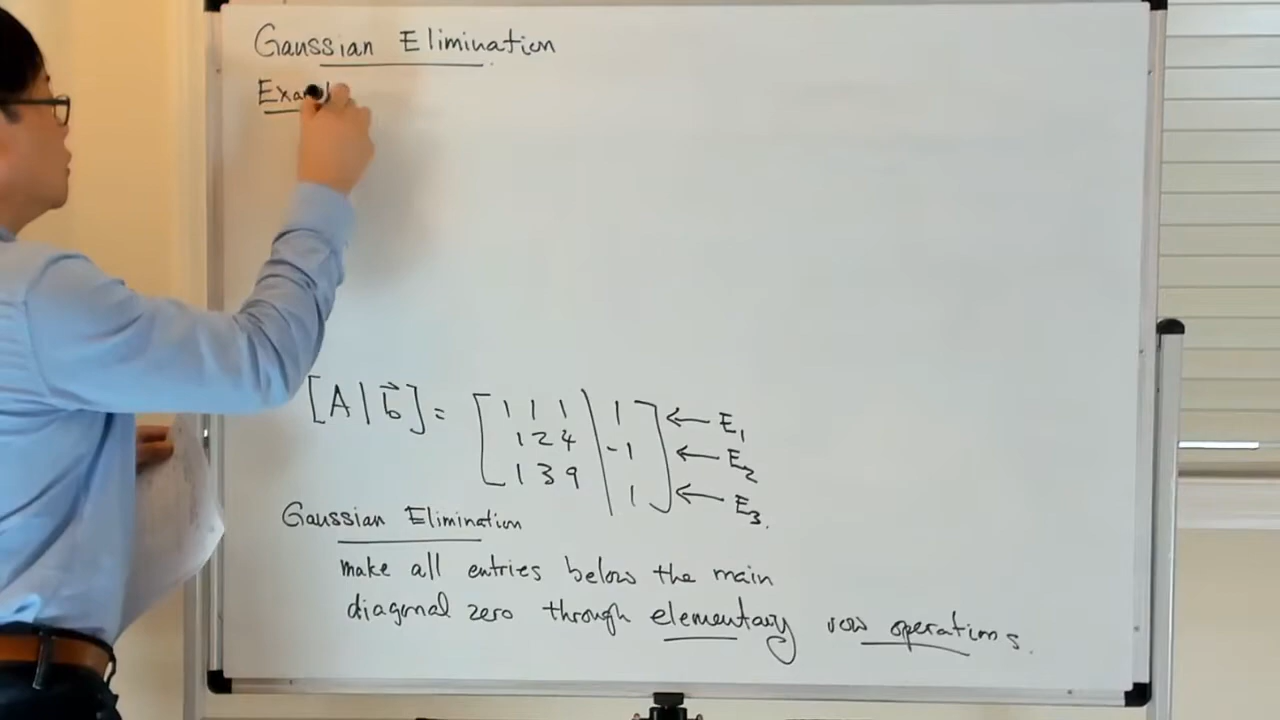 Gaussian Elimination
Exam
[A|b⃗] = [1 1 1 | 1] ← E₁
1 2 4 | -1 ← E₂
1 3 9 | 1 ← E₃.
Gaussian Elimination
make all entries below the main
diagonal zero through elementary row operations.